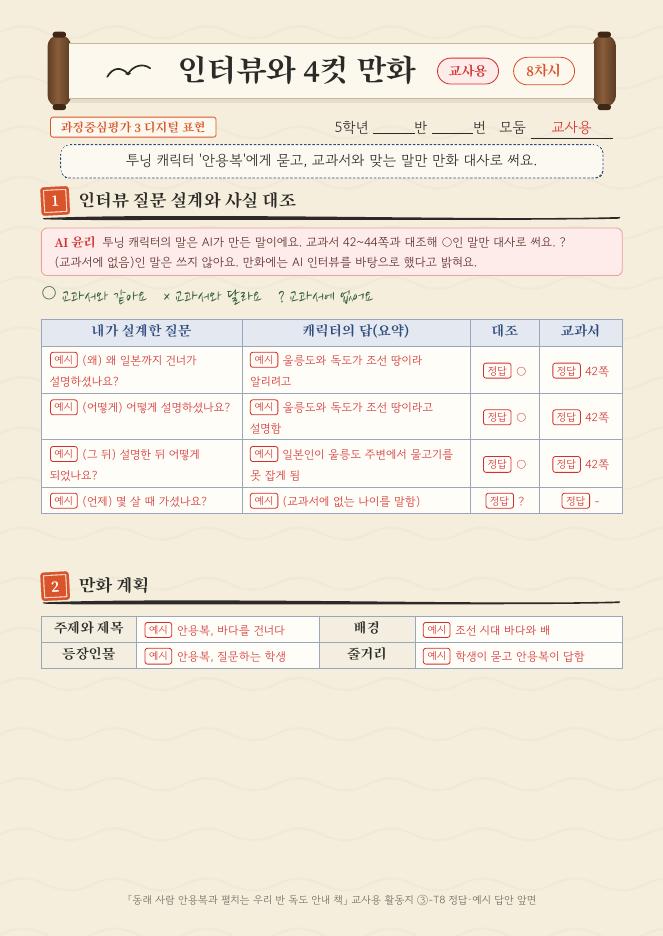 인터뷰와 4컷 만화 교사용 8차시
과정중심평가 3 디지털 표현 5학년 ______반 ______번 모둠 교사용
투닝 캐릭터 '안용복'에게 묻고, 교과서와 맞는 말만 만화 대사로 써요.
1 인터뷰 질문 설계와 사실 대조
AI 윤리 투닝 캐릭터의 말은 AI가 만든 말이에요. 교과서 42~44쪽과 대조해 ○인 말만 대사로 써요. ?
(교과서에 없음)인 말은 쓰지 않아요. 만화에는 AI 인터뷰를 바탕으로 했다고 밝혀요.
○ 교과서와 같아요 × 교과서와 달라요 ? 교과서에 없어요
내가 설계한 질문 캐릭터의 답(요약) 대조 교과서
예시 (왜) 왜 일본까지 건너가
설명하셨나요?
예시 울릉도와 독도가 조선 땅이라
알리려고
정답 ○ 정답 42쪽
예시 (어떻게) 어떻게 설명하셨나요?
예시 울릉도와 독도가 조선 땅이라고
설명함
정답 ○ 정답 42쪽
예시 (그 뒤) 설명한 뒤 어떻게
되었나요?
예시 일본인이 울릉도 주변에서 물고기를
못 잡게 됨
정답 ○ 정답 42쪽
예시 (언제) 몇 살 때 가셨나요? 예시 (교과서에 없는 나이를 말함) 정답 ? 정답 -
2 만화 계획
주제와 제목 예시 안용복, 바다를 건너다 배경 예시 조선 시대 바다와 배
등장인물 예시 안용복, 질문하는 학생 줄거리 예시 학생이 묻고 안용복이 답함
「동래 사람 안용복과 펼치는 우리 반 독도 안내 책」 교사용 활동지 ③-T8 정답·예시 답안 앞면